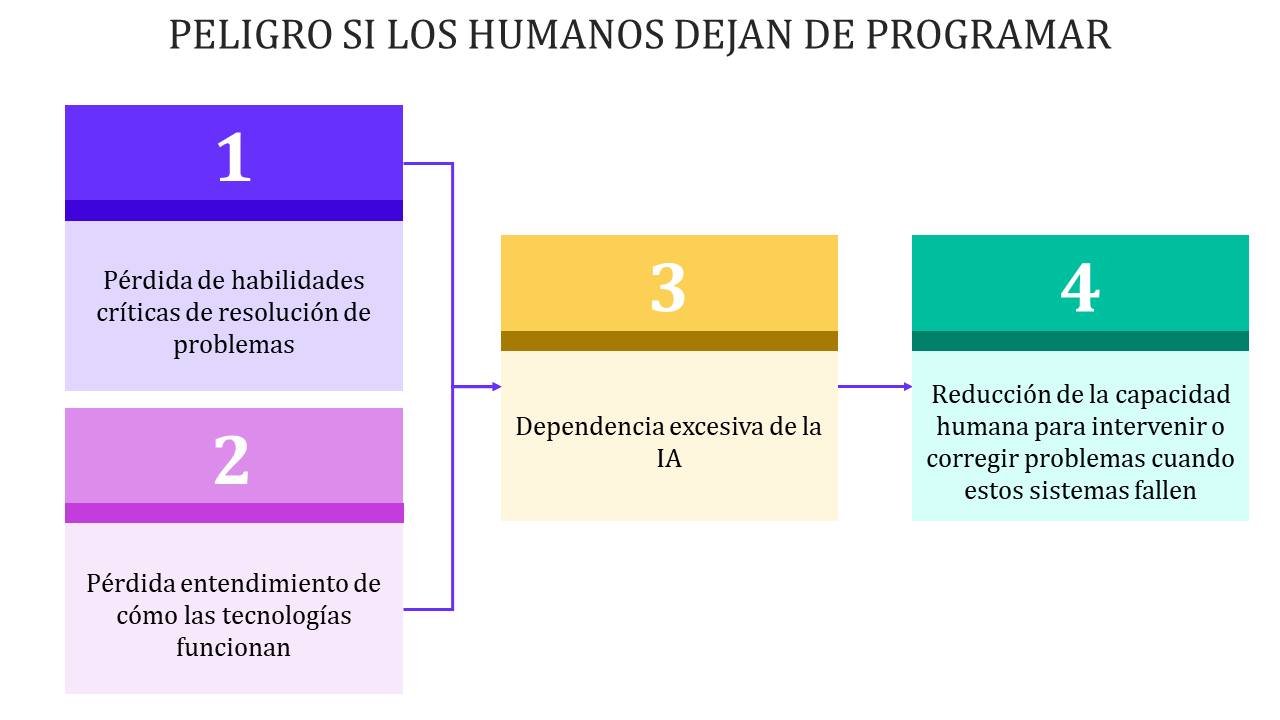 PELIGRO SI LOS HUMANOS DEJAN DE PROGRAMAR
1
Pérdida de habilidades
críticas de resolución de
problemas
2
Pérdida entendimiento de
cómo las tecnologías
funcionan
3
Dependencia excesiva de la
IA
4
Reducción de la capacidad
humana para intervenir o
corregir problemas cuando
estos sistemas fallen